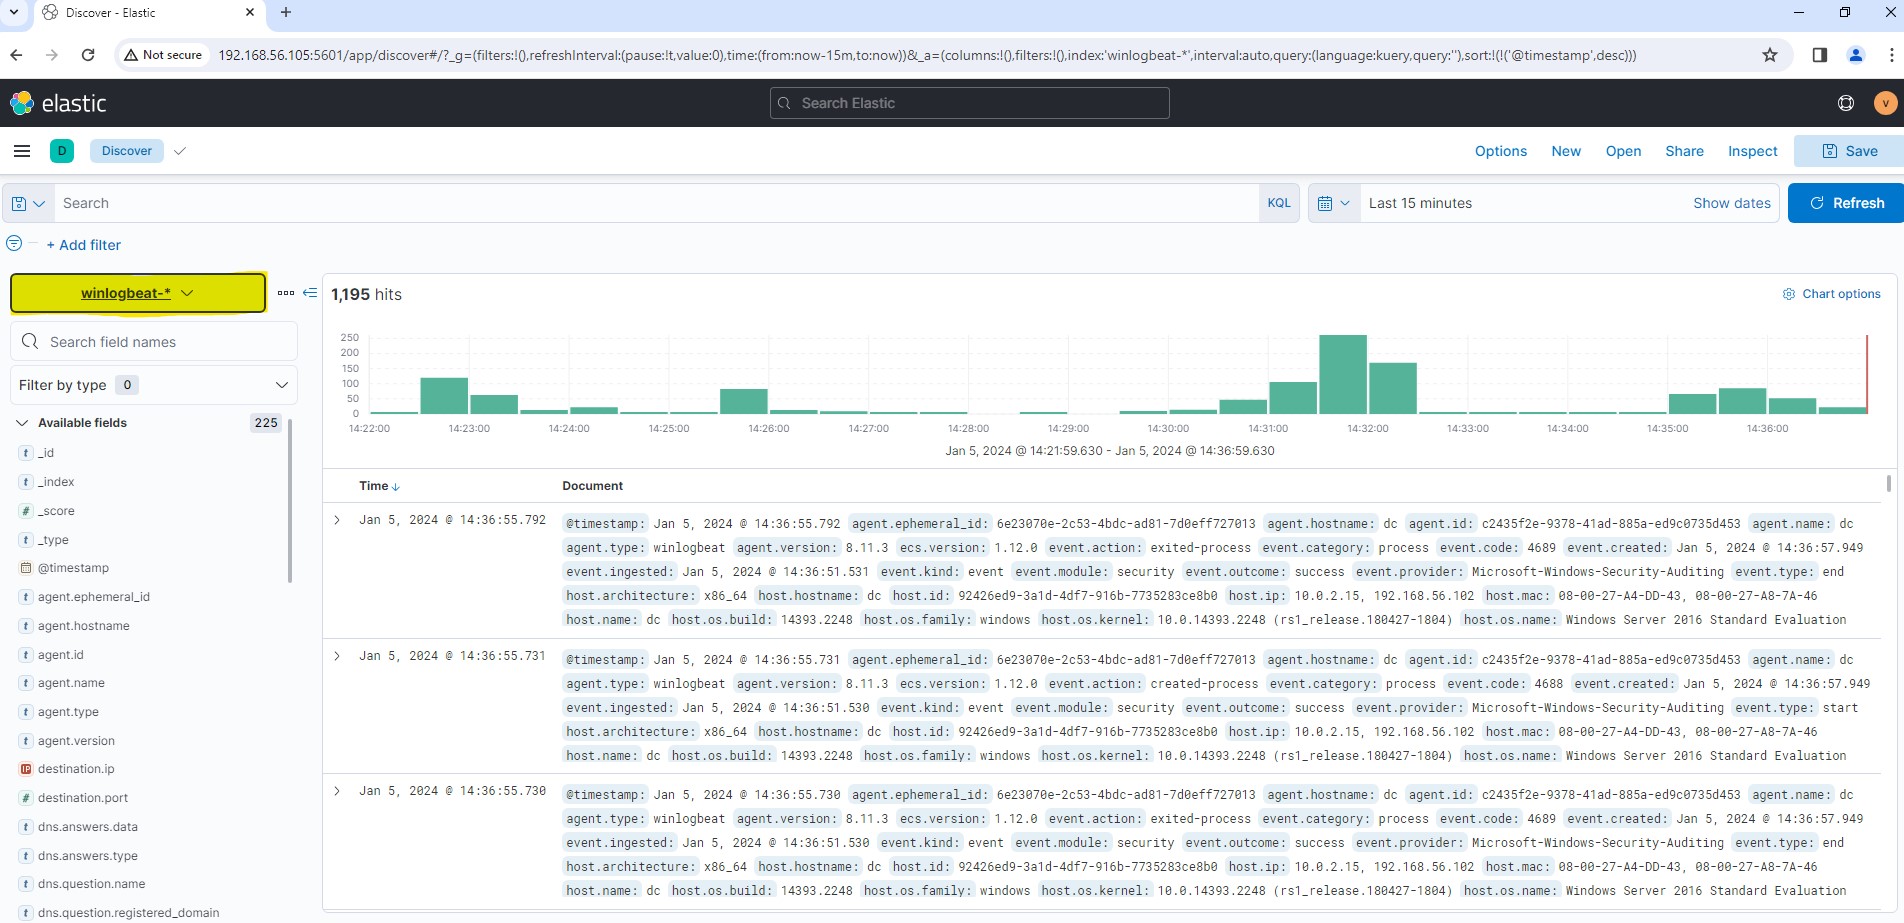 Discover - Elastic
Not secure 192.168.56.105:5601/app/discover#/?_g=(filters:!(),refreshInterval:(pause:!t,value:0),time:(from:now-15m,to:now))&_a=(columns:!(),filters:!(),index:'winlogbeat-*',interval:auto,query:(language:kuery,query:''),sort:!(!('@timestamp',desc)))
elastic
Search Elastic
v
D Discover
Options New Open Share Inspect Save
Search KQL
Last 15 minutes Show dates Refresh
+ Add filter
winlogbeat-*
Search field names
Filter by type 0
Available fields 225
t _id
t _index
# _score
t _type
@timestamp
t agent.ephemeral_id
t agent.hostname
t agent.id
t agent.name
t agent.type
t agent.version
IP destination.ip
# destination.port
t dns.answers.data
t dns.answers.type
t dns.question.name
t dns.question.registered_domain
1,195 hits
Chart options
250
200
150
100
50
0
14:22:00 14:23:00 14:24:00 14:25:00 14:26:00 14:27:00 14:28:00 14:29:00 14:30:00 14:31:00 14:32:00 14:33:00 14:34:00 14:35:00 14:36:00
Jan 5, 2024 @ 14:21:59.630 - Jan 5, 2024 @ 14:36:59.630
Time Document
Jan 5, 2024 @ 14:36:55.792
@timestamp: Jan 5, 2024 @ 14:36:55.792 agent.ephemeral_id: 6e23070e-2c53-4bdc-ad81-7d0eff727013 agent.hostname: dc agent.id: c2435f2e-9378-41ad-885a-ed9c0735d453 agent.name: dc
agent.type: winlogbeat agent.version: 8.11.3 ecs.version: 1.12.0 event.action: exited-process event.category: process event.code: 4689 event.created: Jan 5, 2024 @ 14:36:57.949
event.ingested: Jan 5, 2024 @ 14:36:51.531 event.kind: event event.module: security event.outcome: success event.provider: Microsoft-Windows-Security-Auditing event.type: end
host.architecture: x86_64 host.hostname: dc host.id: 92426ed9-3a1d-4df7-916b-7735283ce8b0 host.ip: 10.0.2.15, 192.168.56.102 host.mac: 08-00-27-A4-DD-43, 08-00-27-A8-7A-46
host.name: dc host.os.build: 14393.2248 host.os.family: windows host.os.kernel: 10.0.14393.2248 (rs1_release.180427-1804) host.os.name: Windows Server 2016 Standard Evaluation
Jan 5, 2024 @ 14:36:55.731
@timestamp: Jan 5, 2024 @ 14:36:55.731 agent.ephemeral_id: 6e23070e-2c53-4bdc-ad81-7d0eff727013 agent.hostname: dc agent.id: c2435f2e-9378-41ad-885a-ed9c0735d453 agent.name: dc
agent.type: winlogbeat agent.version: 8.11.3 ecs.version: 1.12.0 event.action: created-process event.category: process event.code: 4688 event.created: Jan 5, 2024 @ 14:36:57.949
event.ingested: Jan 5, 2024 @ 14:36:51.530 event.kind: event event.module: security event.outcome: success event.provider: Microsoft-Windows-Security-Auditing event.type: start
host.architecture: x86_64 host.hostname: dc host.id: 92426ed9-3a1d-4df7-916b-7735283ce8b0 host.ip: 10.0.2.15, 192.168.56.102 host.mac: 08-00-27-A4-DD-43, 08-00-27-A8-7A-46
host.name: dc host.os.build: 14393.2248 host.os.family: windows host.os.kernel: 10.0.14393.2248 (rs1_release.180427-1804) host.os.name: Windows Server 2016 Standard Evaluation
Jan 5, 2024 @ 14:36:55.730
@timestamp: Jan 5, 2024 @ 14:36:55.730 agent.ephemeral_id: 6e23070e-2c53-4bdc-ad81-7d0eff727013 agent.hostname: dc agent.id: c2435f2e-9378-41ad-885a-ed9c0735d453 agent.name: dc
agent.type: winlogbeat agent.version: 8.11.3 ecs.version: 1.12.0 event.action: exited-process event.category: process event.code: 4689 event.created: Jan 5, 2024 @ 14:36:57.949
event.ingested: Jan 5, 2024 @ 14:36:51.530 event.kind: event event.module: security event.outcome: success event.provider: Microsoft-Windows-Security-Auditing event.type: end
host.architecture: x86_64 host.hostname: dc host.id: 92426ed9-3a1d-4df7-916b-7735283ce8b0 host.ip: 10.0.2.15, 192.168.56.102 host.mac: 08-00-27-A4-DD-43, 08-00-27-A8-7A-46
host.name: dc host.os.build: 14393.2248 host.os.family: windows host.os.kernel: 10.0.14393.2248 (rs1_release.180427-1804) host.os.name: Windows Server 2016 Standard Evaluation